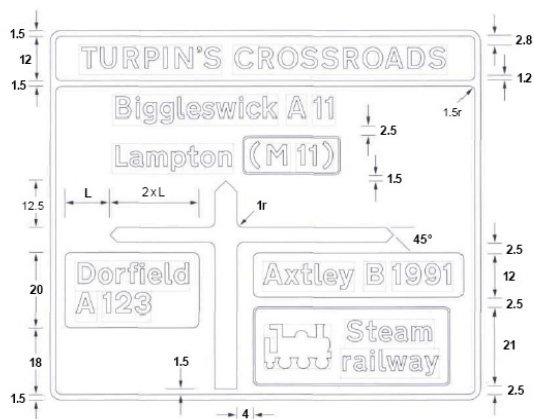 1.5
12
1.5
TURPIN'S CROSSROADS
2.8
1.2
1.5r
Biggleswick A 11
2.5
Lampton (M 11)
1.5
12.5
L
2xL
1r
45°
Dorfield
A 123
20
Axtley B 1991
2.5
12
2.5
Steam
railway
21
18
1.5
2.5
1.5
4